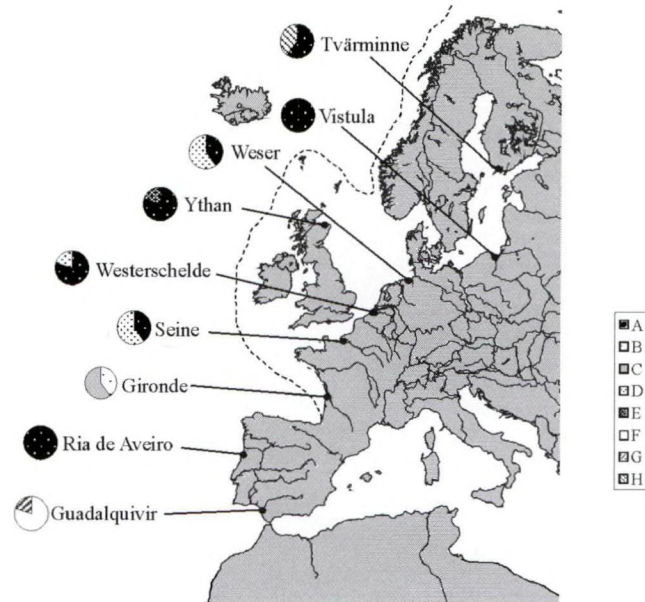 Tvärminne
Vistula
Weser
Ythan
Westerschelde
Seine
Gironde
Ria de Aveiro
Guadalquivir
A
B
C
D
E
F
G
H